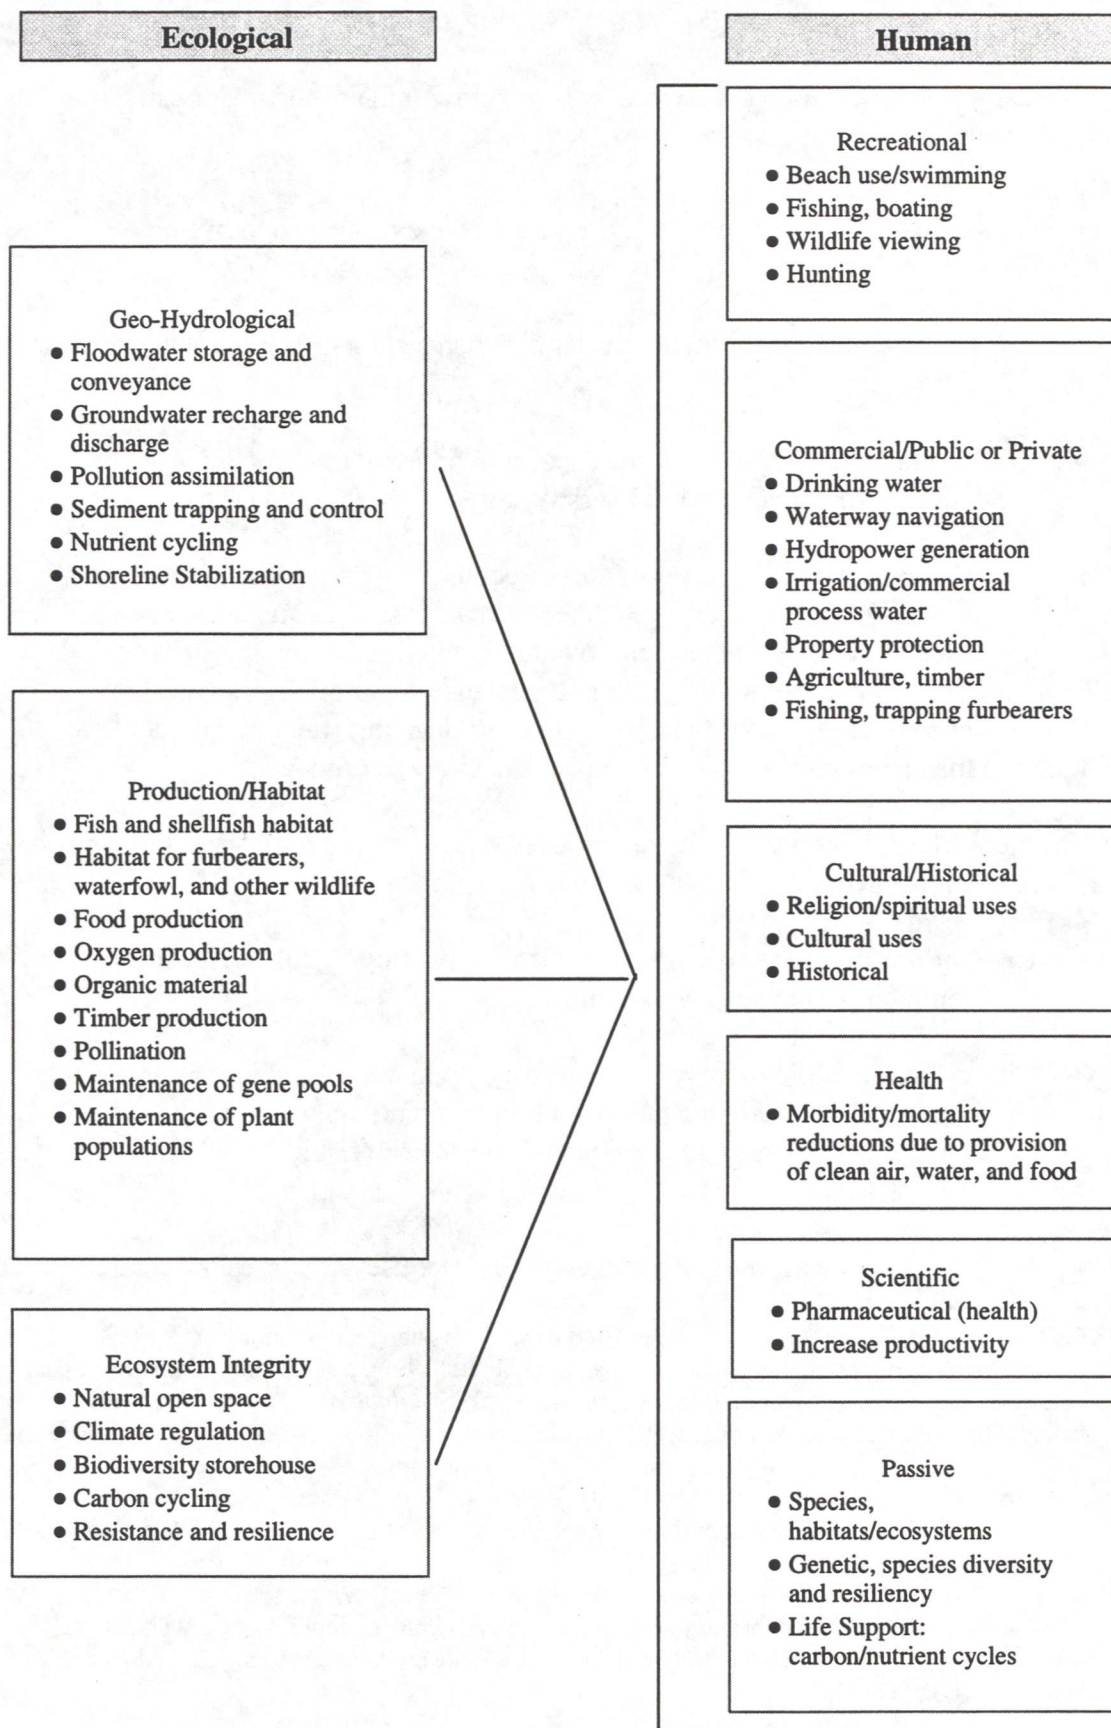 Ecological
Geo-Hydrological
● Floodwater storage and
conveyance
● Groundwater recharge and
discharge
● Pollution assimilation
● Sediment trapping and control
● Nutrient cycling
● Shoreline Stabilization
Production/Habitat
● Fish and shellfish habitat
● Habitat for furbearers,
waterfowl, and other wildlife
● Food production
● Oxygen production
● Organic material
● Timber production
● Pollination
● Maintenance of gene pools
● Maintenance of plant
populations
Ecosystem Integrity
● Natural open space
● Climate regulation
● Biodiversity storehouse
● Carbon cycling
● Resistance and resilience
Human
Recreational
● Beach use/swimming
● Fishing, boating
● Wildlife viewing
● Hunting
Commercial/Public or Private
● Drinking water
● Waterway navigation
● Hydropower generation
● Irrigation/commercial
process water
● Property protection
● Agriculture, timber
● Fishing, trapping furbearers
Cultural/Historical
● Religion/spiritual uses
● Cultural uses
● Historical
Health
● Morbidity/mortality
reductions due to provision
of clean air, water, and food
Scientific
● Pharmaceutical (health)
● Increase productivity
Passive
● Species,
habitats/ecosystems
● Genetic, species diversity
and resiliency
● Life Support:
carbon/nutrient cycles